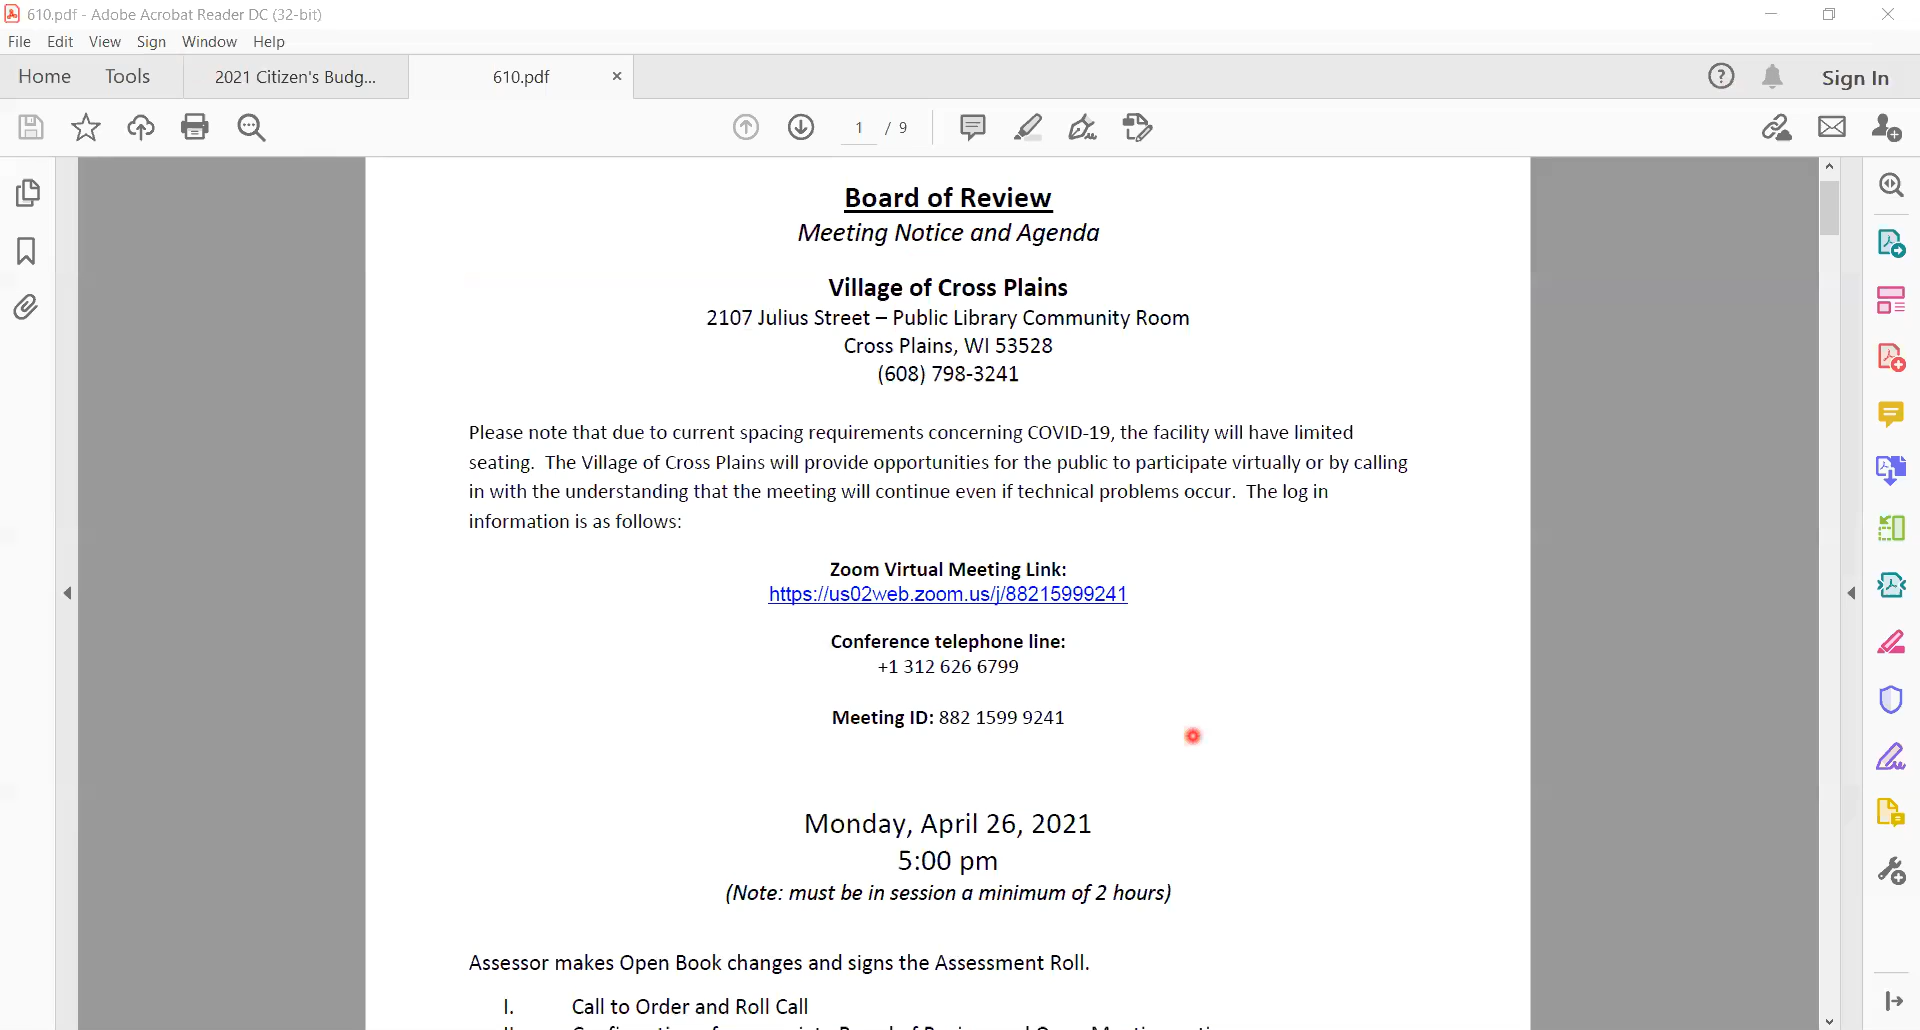 610.pdf - Adobe Acrobat Reader DC (32-bit)
File Edit View Sign Window Help
Home Tools 2021 Citizen's Budg... 610.pdf × Sign In
1 / 9
Board of Review
Meeting Notice and Agenda
Village of Cross Plains
2107 Julius Street – Public Library Community Room
Cross Plains, WI 53528
(608) 798-3241
Please note that due to current spacing requirements concerning COVID-19, the facility will have limited
seating. The Village of Cross Plains will provide opportunities for the public to participate virtually or by calling
in with the understanding that the meeting will continue even if technical problems occur. The log in
information is as follows:
Zoom Virtual Meeting Link:
https://us02web.zoom.us/j/88215999241
Conference telephone line:
+1 312 626 6799
Meeting ID: 882 1599 9241
Monday, April 26, 2021
5:00 pm
(Note: must be in session a minimum of 2 hours)
Assessor makes Open Book changes and signs the Assessment Roll.
I. Call to Order and Roll Call